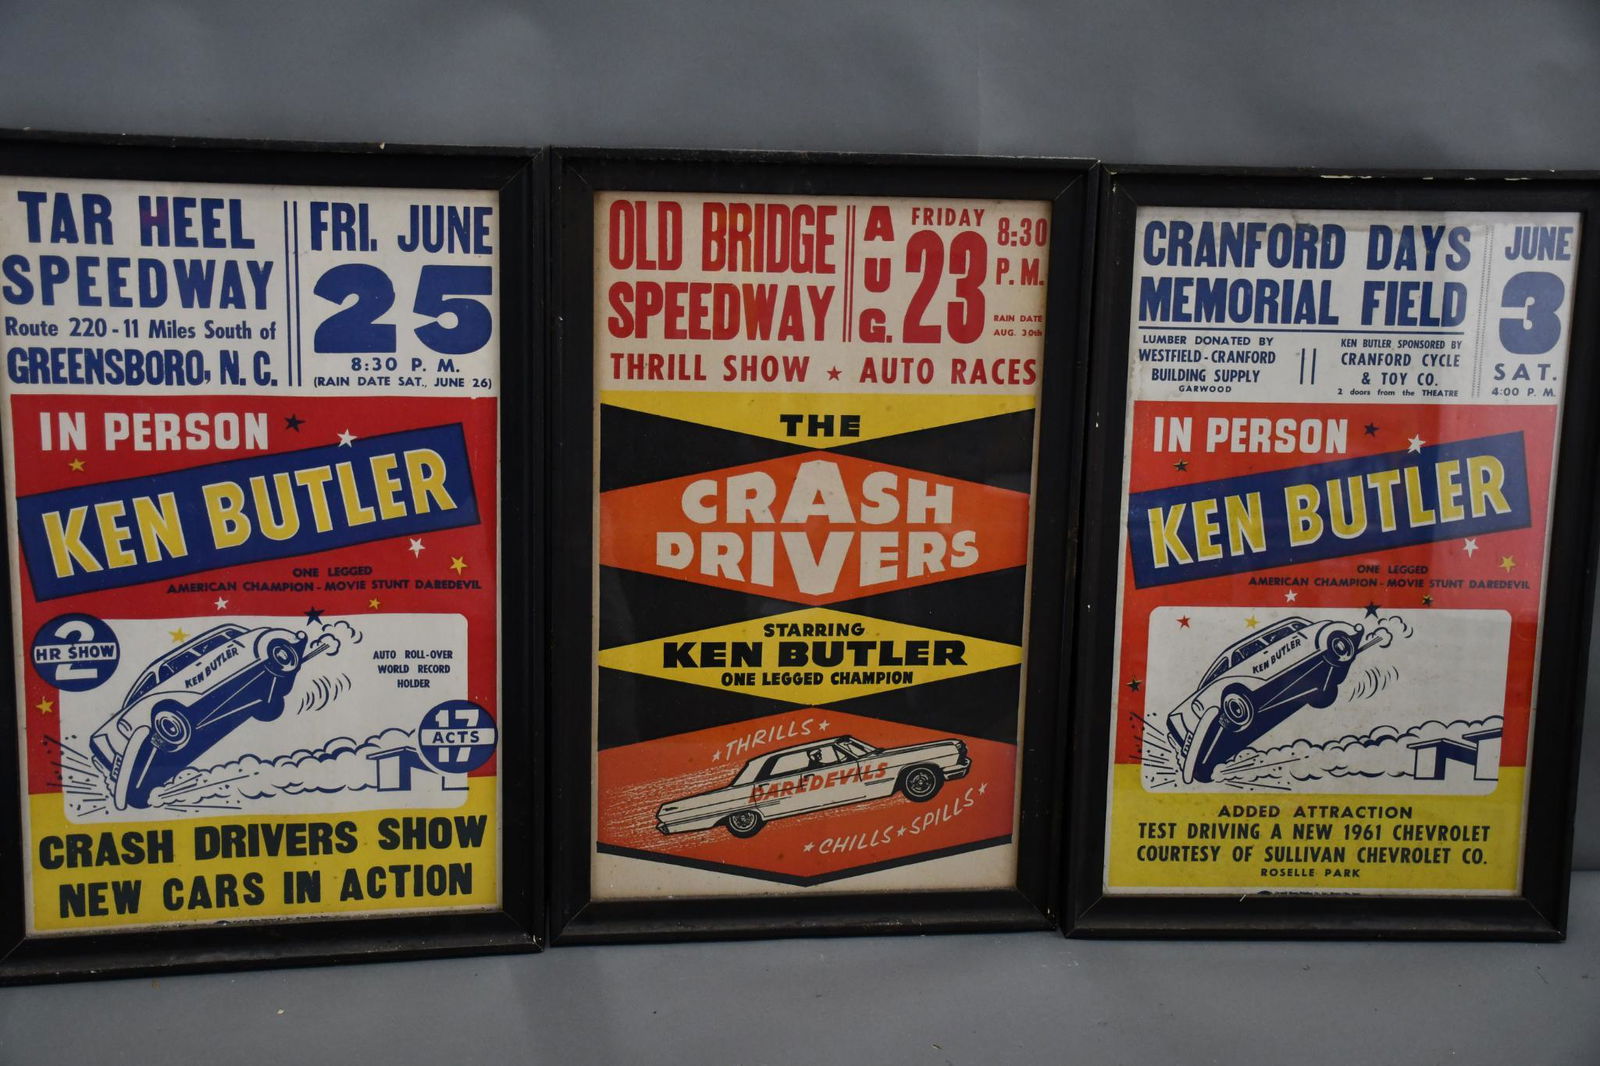 TAR HEEL
SPEEDWAY
Route 220 - 11 Miles South of
GREENSBORO, N. C.
FRI. JUNE
25
8:30 P. M.
(RAIN DATE SAT., JUNE 26)
IN PERSON
KEN BUTLER
ONE LEGGED
AMERICAN CHAMPION - MOVIE STUNT DAREDEVIL
2
HR SHOW
KEN BUTLER
AUTO ROLL-OVER
WORLD RECORD
HOLDER
17
ACTS
CRASH DRIVERS SHOW
NEW CARS IN ACTION
OLD BRIDGE
SPEEDWAY
AUG.
FRIDAY
23
8:30
P. M.
RAIN DATE
AUG. 30th
THRILL SHOW ★ AUTO RACES
THE
CRASH
DRIVERS
STARRING
KEN BUTLER
ONE LEGGED CHAMPION
★THRILLS★
DAREDEVILS
★CHILLS★SPILLS★
CRANFORD DAYS
MEMORIAL FIELD
LUMBER DONATED BY
WESTFIELD - CRANFORD
BUILDING SUPPLY
GARWOOD
KEN BUTLER SPONSORED BY
CRANFORD CYCLE
& TOY CO.
2 doors from the THEATRE
JUNE
3
SAT.
4:00 P. M.
IN PERSON
KEN BUTLER
ONE LEGGED
AMERICAN CHAMPION - MOVIE STUNT DAREDEVIL
KEN BUTLER
ADDED ATTRACTION
TEST DRIVING A NEW 1961 CHEVROLET
COURTESY OF SULLIVAN CHEVROLET CO.
ROSELLE PARK